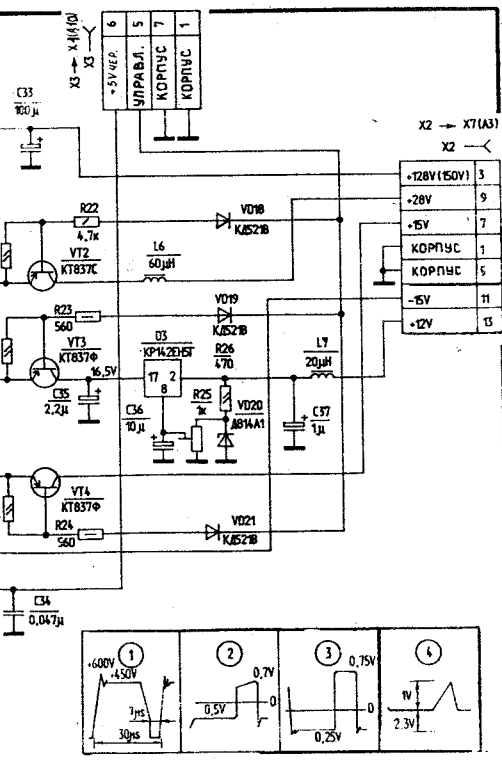 X3 → X1(A10)
X3
6 +5V ЧЕР.
5 УПРАВЛ.
7 КОРПУС
1 КОРПУС
X2 → X7(A3)
X2
+128V(150V) 3
+28V 9
+15V 7
КОРПУС 1
КОРПУС 5
-15V 11
+12V 13
C33
100µ
R22
4,7к
VD18
КД521В
VT2
КТ837С
L6
60µH
R23
560
VD19
КД521В
VT3
КТ837Ф
16,5V
D3
КР142ЕН5Г
17 2
8
R26
470
L7
20µH
C35
2,2µ
C36
10µ
R25
1к
VD20
Д814А1
C37
1µ
VT4
КТ837Ф
R24
560
VD21
КД521В
C34
0,047µ
1
+600V
+450V
7µs
30µs
2
0,7V
0,5V
0
3
0,75V
0
0,25V
4
1V
2,3V